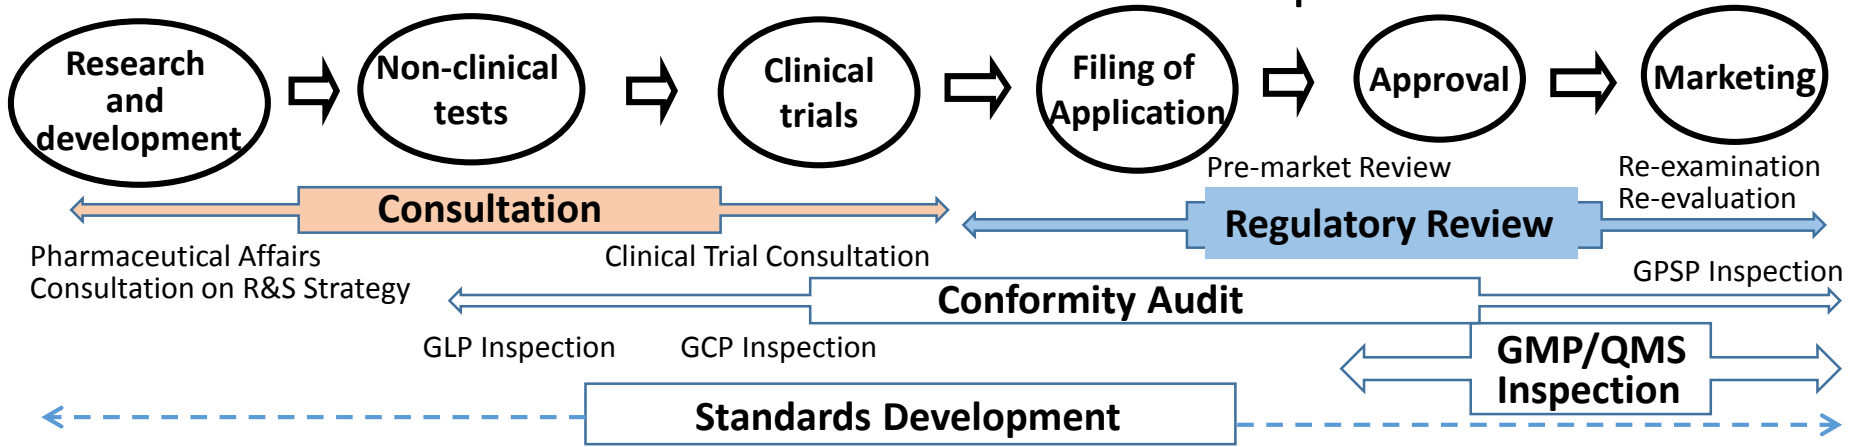 Research
and
development
Non-clinical
tests
Clinical
trials
Filing of
Application
Approval
Marketing
Pre-market Review
Re-examination
Re-evaluation
Consultation
Regulatory Review
Pharmaceutical Affairs
Consultation on R&S Strategy
Clinical Trial Consultation
GPSP Inspection
Conformity Audit
GLP Inspection
GCP Inspection
GMP/QMS
Inspection
Standards Development